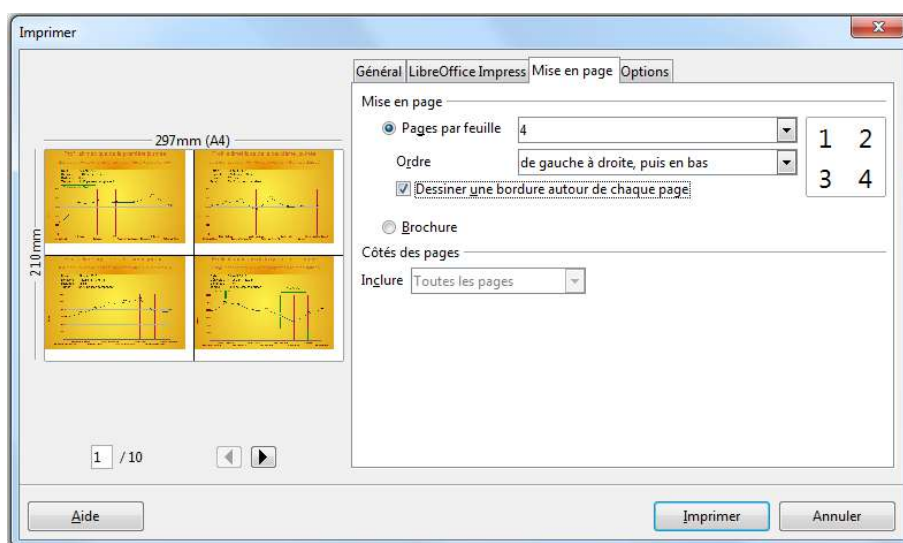 Imprimer
Général LibreOffice Impress Mise en page Options
Mise en page
Pages par feuille 4
Ordre de gauche à droite, puis en bas
Dessiner une bordure autour de chaque page
1 2
3 4
Brochure
Côtés des pages
Inclure Toutes les pages
297mm (A4)
210mm
1 / 10
Aide Imprimer Annuler